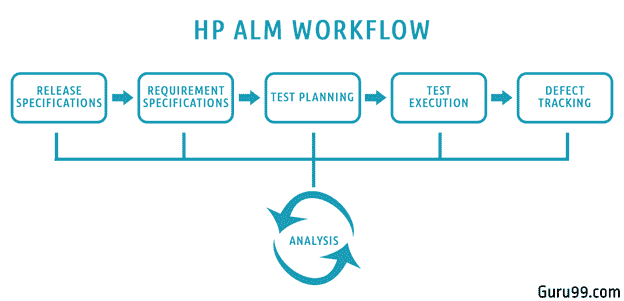 HP ALM WORKFLOW
RELEASE
SPECIFICATIONS
REQUIREMENT
SPECIFICATIONS
TEST PLANNING
TEST
EXECUTION
DEFECT
TRACKING
ANALYSIS
Guru99.com